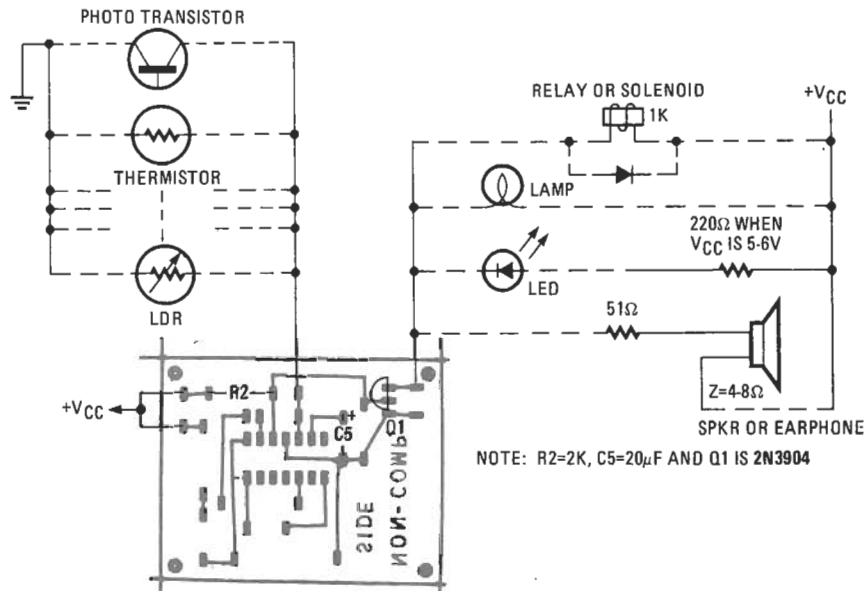 PHOTO TRANSISTOR
THERMISTOR
LDR
RELAY OR SOLENOID
1K
+VCC
LAMP
220Ω WHEN
VCC IS 5-6V
LED
51Ω
Z=4-8Ω
SPKR OR EARPHONE
+VCC
R2
+
C5
Q1
SIDE
NON-COMP
NOTE: R2=2K, C5=20μF AND Q1 IS 2N3904